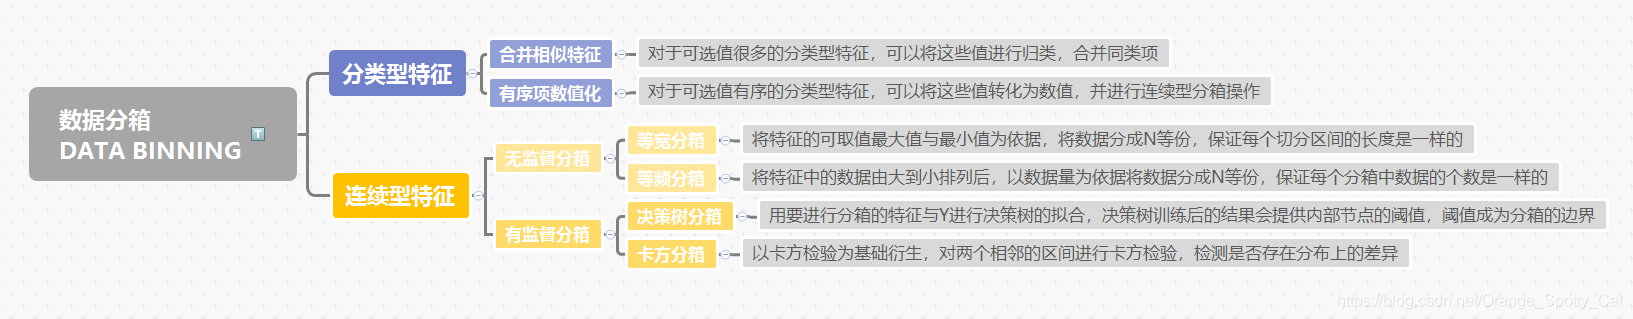 数据分箱
DATA BINNING
T
分类型特征
合并相似特征
对于可选值很多的分类型特征，可以将这些值进行归类，合并同类项
有序项数值化
对于可选值有序的分类型特征，可以将这些值转化为数值，并进行连续型分箱操作
连续型特征
无监督分箱
等宽分箱
将特征的可取值最大值与最小值为依据，将数据分成N等份，保证每个切分区间的长度是一样的
等频分箱
将特征中的数据由大到小排列后，以数据量为依据将数据分成N等份，保证每个分箱中数据的个数是一样的
有监督分箱
决策树分箱
用要进行分箱的特征与Y进行决策树的拟合，决策树训练后的结果会提供内部节点的阈值，阈值成为分箱的边界
卡方分箱
以卡方检验为基础衍生，对两个相邻的区间进行卡方检验，检测是否存在分布上的差异
https://blog.csdn.net/Orange_Spotty_Cat